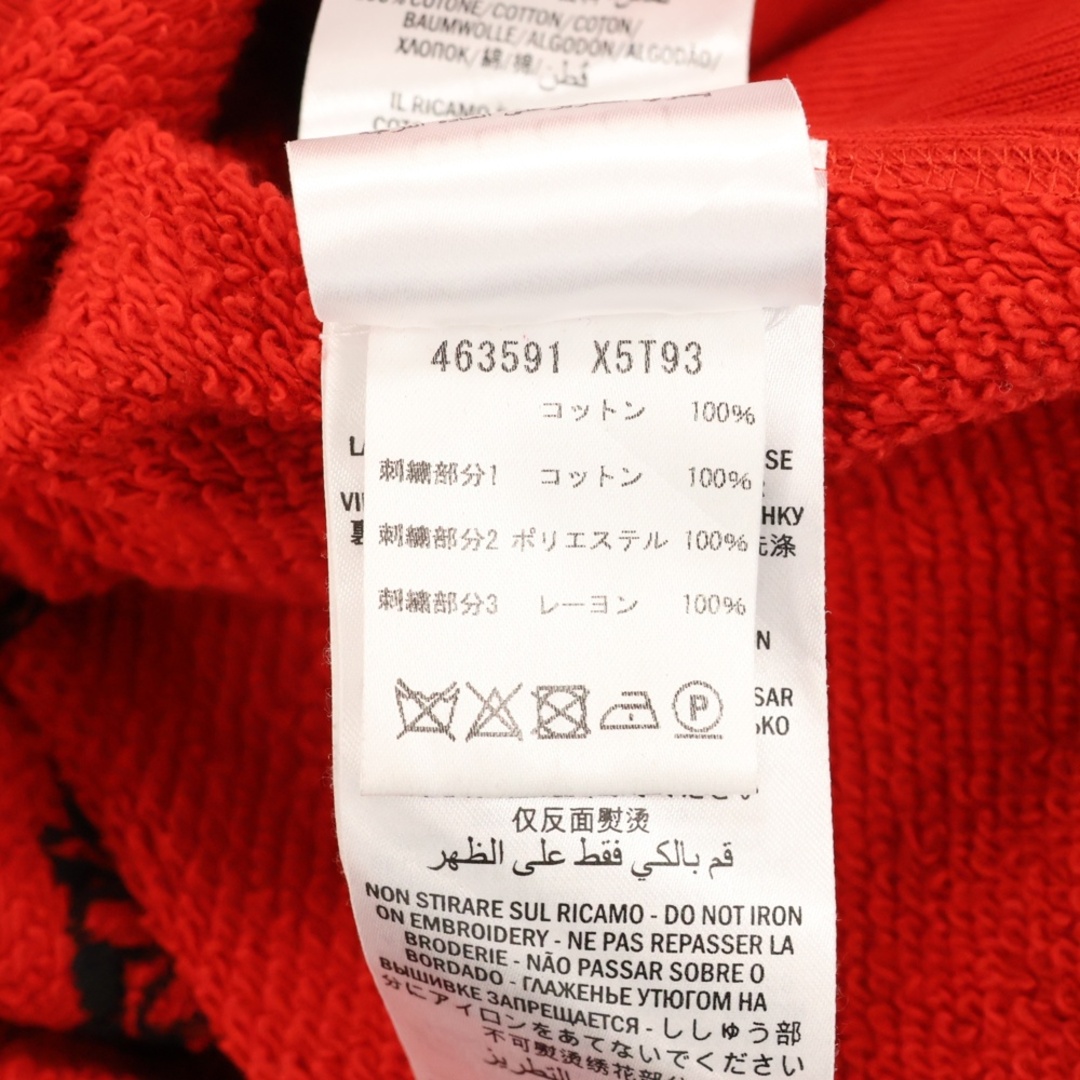 100% COTONE/COTTON/COTON/
BAUMWOLLE/ALGODÓN/ALGODÃO/
ХЛОПОК/綿/棉/قطن
IL RICAMO
463591 X5T93
コットン 100%
刺繍部分1 コットン 100%
刺繍部分2 ポリエステル 100%
刺繍部分3 レーヨン 100%
P
仅反面熨烫
قم بالكي فقط على الظهر
NON STIRARE SUL RICAMO - DO NOT IRON
ON EMBROIDERY - NE PAS REPASSER LA
BRODERIE - NÃO PASSAR SOBRE O
BORDADO - ГЛАЖЕНЬЕ УТЮГОМ НА
ВЫШИВКЕ ЗАПРЕЩАЕТСЯ - ししゅう部
分にアイロンをあてないでください
不可熨烫绣花部分
التطريز